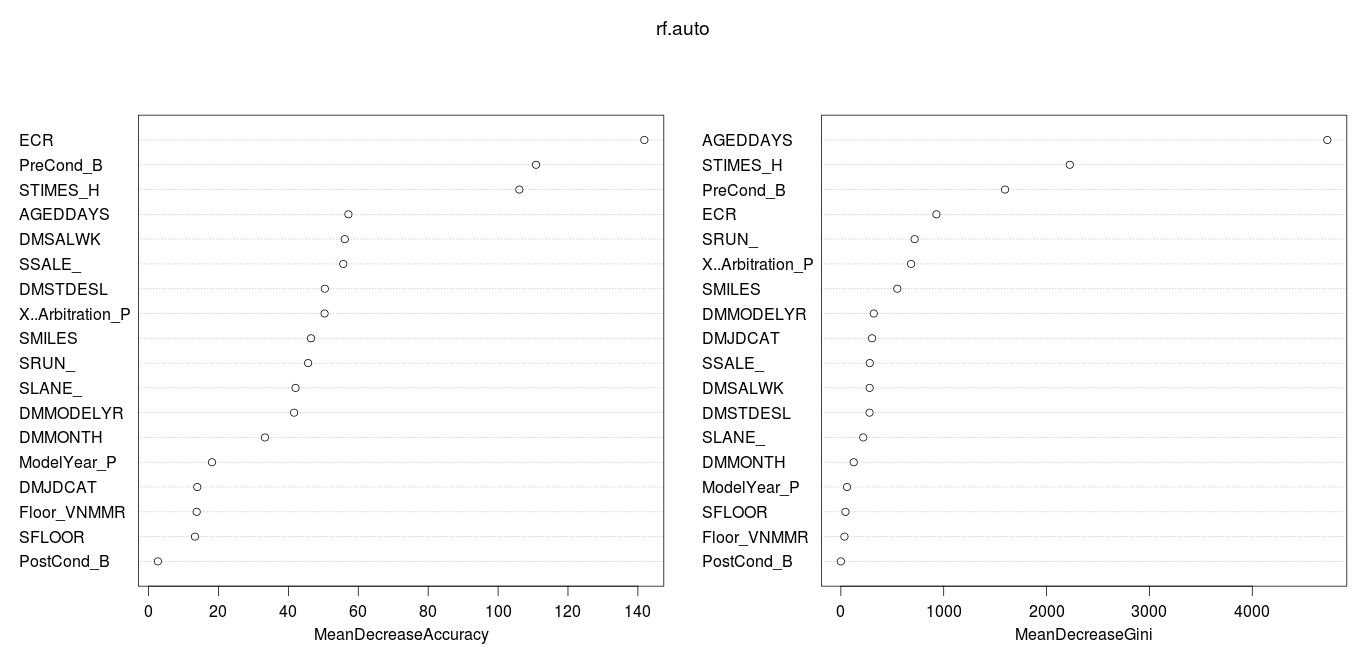 rf.auto
ECR
PreCond_B
STIMES_H
AGEDDAYS
DMSALWK
SSALE_
DMSTDESL
X..Arbitration_P
SMILES
SRUN_
SLANE_
DMMODELYR
DMMONTH
ModelYear_P
DMJDCAT
Floor_VNMMR
SFLOOR
PostCond_B
0 20 40 60 80 100 120 140
MeanDecreaseAccuracy
AGEDDAYS
STIMES_H
PreCond_B
ECR
SRUN_
X..Arbitration_P
SMILES
DMMODELYR
DMJDCAT
SSALE_
DMSALWK
DMSTDESL
SLANE_
DMMONTH
ModelYear_P
SFLOOR
Floor_VNMMR
PostCond_B
0 1000 2000 3000 4000
MeanDecreaseGini